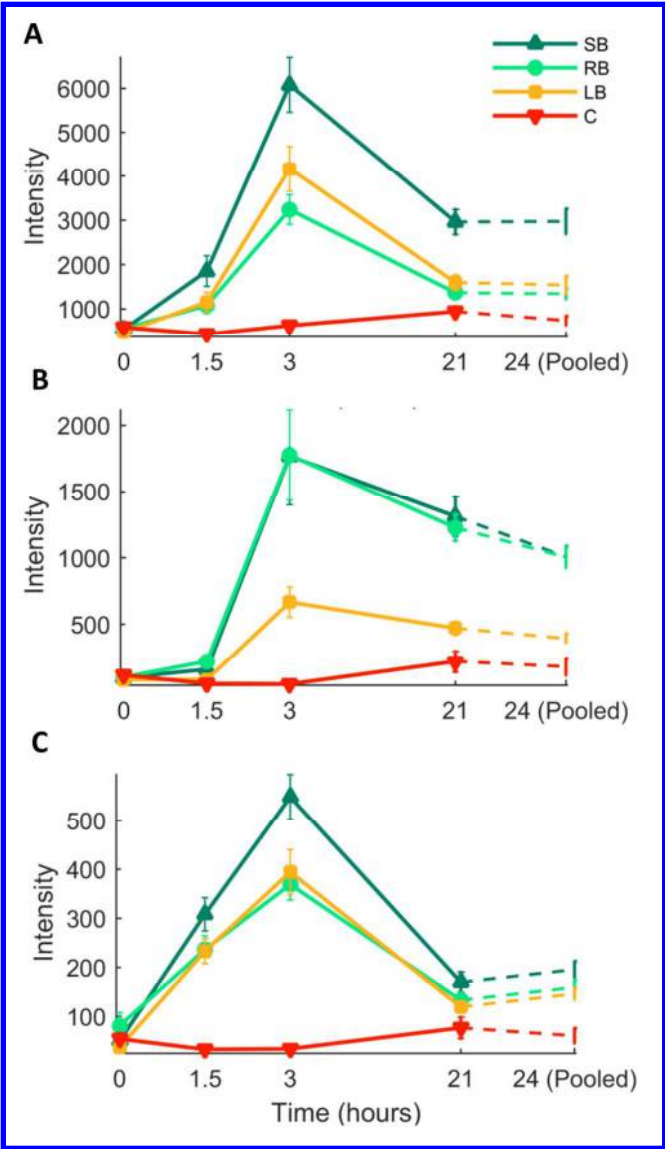 A
SB
RB
LB
C
6000
5000
4000
3000
2000
1000
Intensity
0 1.5 3 21 24 (Pooled)
B
2000
1500
1000
500
Intensity
0 1.5 3 21 24 (Pooled)
C
500
400
300
200
100
Intensity
0 1.5 3 21 24 (Pooled)
Time (hours)